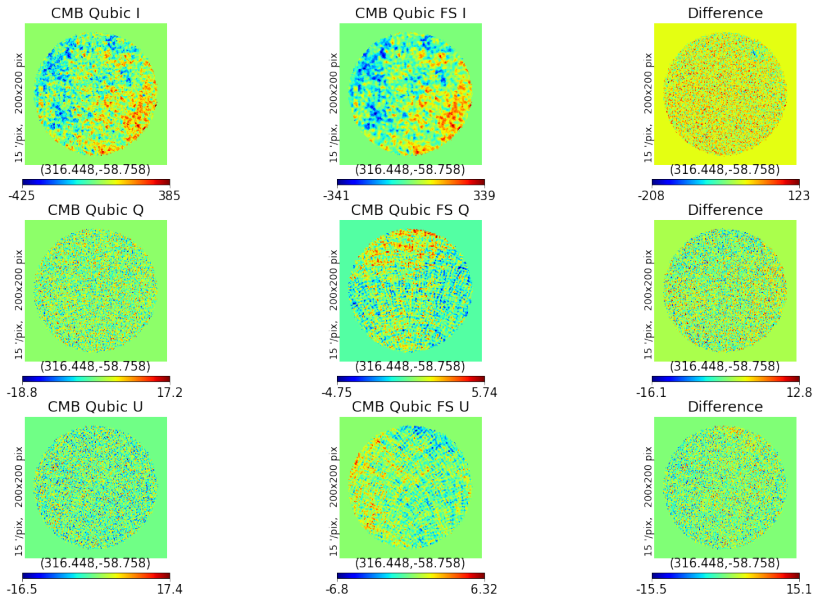 CMB Qubic I
CMB Qubic FS I
Difference
15 '/pix,   200x200 pix
15 '/pix,   200x200 pix
15 '/pix,   200x200 pix
(316.448,-58.758)
(316.448,-58.758)
(316.448,-58.758)
-425 385
-341 339
-208 123
CMB Qubic Q
CMB Qubic FS Q
Difference
15 '/pix,   200x200 pix
15 '/pix,   200x200 pix
15 '/pix,   200x200 pix
(316.448,-58.758)
(316.448,-58.758)
(316.448,-58.758)
-18.8 17.2
-4.75 5.74
-16.1 12.8
CMB Qubic U
CMB Qubic FS U
Difference
15 '/pix,   200x200 pix
15 '/pix,   200x200 pix
15 '/pix,   200x200 pix
(316.448,-58.758)
(316.448,-58.758)
(316.448,-58.758)
-16.5 17.4
-6.8 6.32
-15.5 15.1